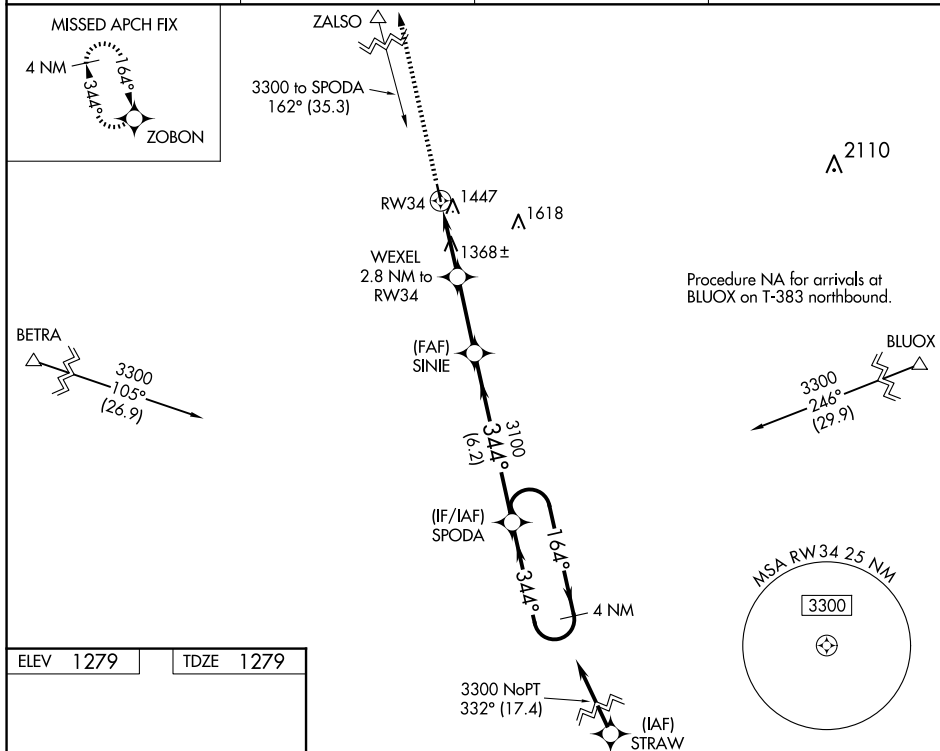 MISSED APCH FIX
4 NM
344°
164°
ZOBON
ZALSO
3300 to SPODA
162° (35.3)
2110
RW34
1447
1618
1368±
WEXEL
2.8 NM to
RW34
Procedure NA for arrivals at
BLUOX on T-383 northbound.
BETRA
3300
105°
(26.9)
(FAF)
SINIE
BLUOX
3300
246°
(29.9)
3100
344°
(6.2)
(IF/IAF)
SPODA
164°
344°
4 NM
MSA RW34 25 NM
3300
ELEV 1279
TDZE 1279
3300 NoPT
332° (17.4)
(IAF)
STRAW